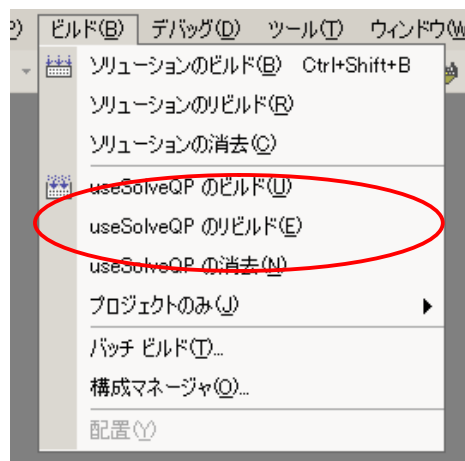 P) ビルド(B) デバッグ(D) ツール(T) ウィンドウ(W
ソリューションのビルド(B) Ctrl+Shift+B
ソリューションのリビルド(R)
ソリューションの消去(C)
useSolveQP のビルド(U)
useSolveQP のリビルド(E)
useSolveQP の消去(N)
プロジェクトのみ(J)
バッチ ビルド(T)...
構成マネージャ(O)...
配置(Y)